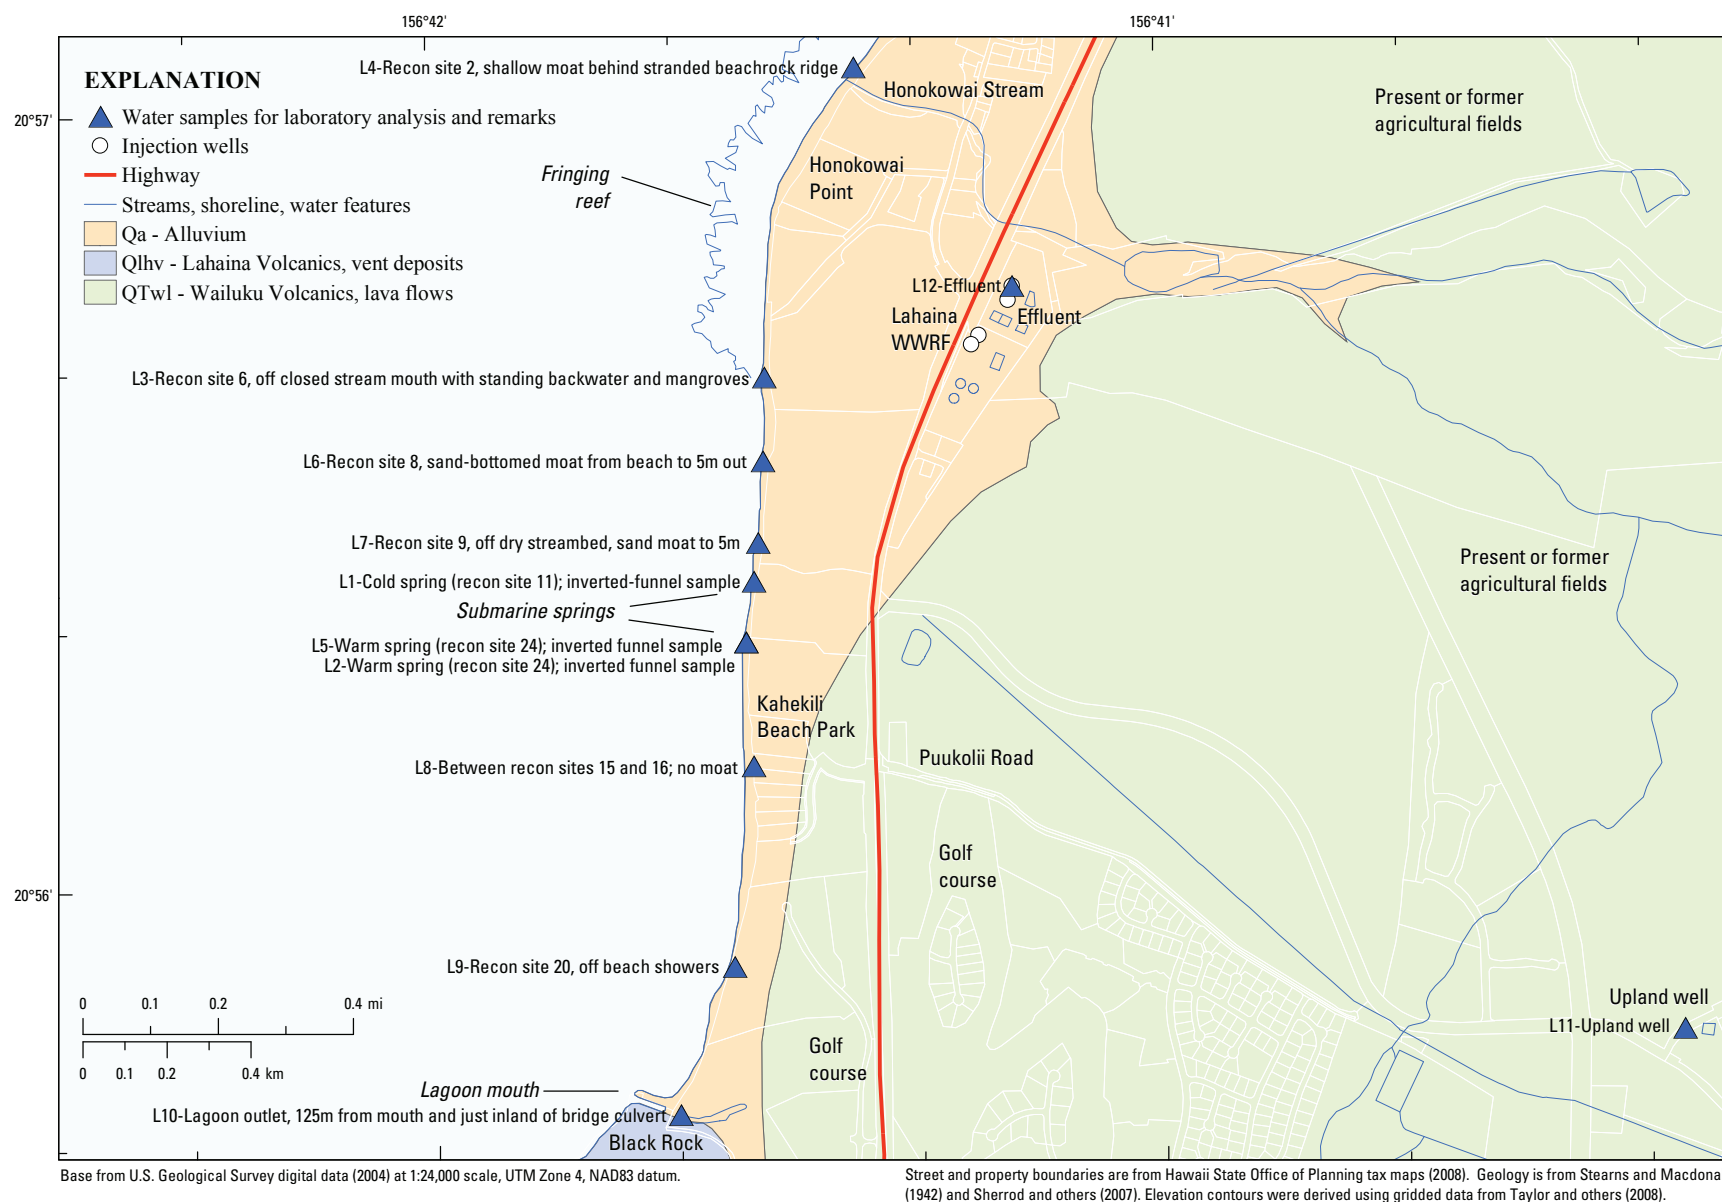 156°42'
156°41'
20°57'
20°56'
EXPLANATION
Water samples for laboratory analysis and remarks
Injection wells
Highway
Streams, shoreline, water features
Qa - Alluvium
Qlhv - Lahaina Volcanics, vent deposits
QTwl - Wailuku Volcanics, lava flows
L4-Recon site 2, shallow moat behind stranded beachrock ridge
Honokowai Stream
Present or former
agricultural fields
Fringing
reef
Honokowai
Point
L12-Effluent
Effluent
Lahaina
WWRF
L3-Recon site 6, off closed stream mouth with standing backwater and mangroves
L6-Recon site 8, sand-bottomed moat from beach to 5m out
L7-Recon site 9, off dry streambed, sand moat to 5m
L1-Cold spring (recon site 11); inverted-funnel sample
Submarine springs
L5-Warm spring (recon site 24); inverted funnel sample
L2-Warm spring (recon site 24); inverted funnel sample
Present or former
agricultural fields
Kahekili
Beach Park
Puukolii Road
L8-Between recon sites 15 and 16; no moat
Golf
course
L9-Recon site 20, off beach showers
0 0.1 0.2 0.4 mi
0 0.1 0.2 0.4 km
Upland well
L11-Upland well
Golf
course
Lagoon mouth
L10-Lagoon outlet, 125m from mouth and just inland of bridge culvert
Black Rock
Base from U.S. Geological Survey digital data (2004) at 1:24,000 scale, UTM Zone 4, NAD83 datum.
Street and property boundaries are from Hawaii State Office of Planning tax maps (2008). Geology is from Stearns and Macdona
(1942) and Sherrod and others (2007). Elevation contours were derived using gridded data from Taylor and others (2008).